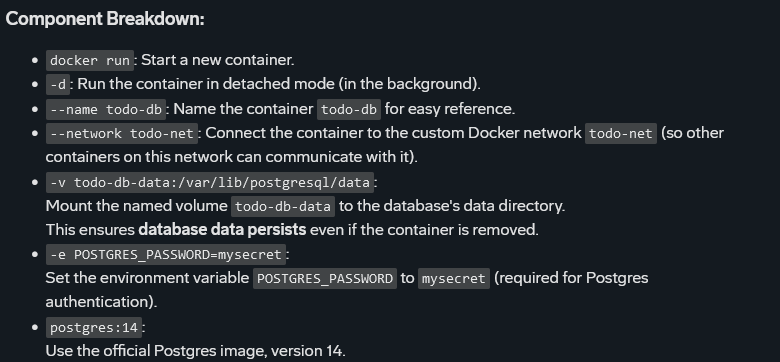 Component Breakdown:
• docker run: Start a new container.
• -d: Run the container in detached mode (in the background).
• --name todo-db: Name the container todo-db for easy reference.
• --network todo-net: Connect the container to the custom Docker network todo-net (so other
containers on this network can communicate with it).
• -v todo-db-data:/var/lib/postgresql/data:
Mount the named volume todo-db-data to the database's data directory.
This ensures database data persists even if the container is removed.
• -e POSTGRES_PASSWORD=mysecret:
Set the environment variable POSTGRES_PASSWORD to mysecret (required for Postgres
authentication).
• postgres:14:
Use the official Postgres image, version 14.